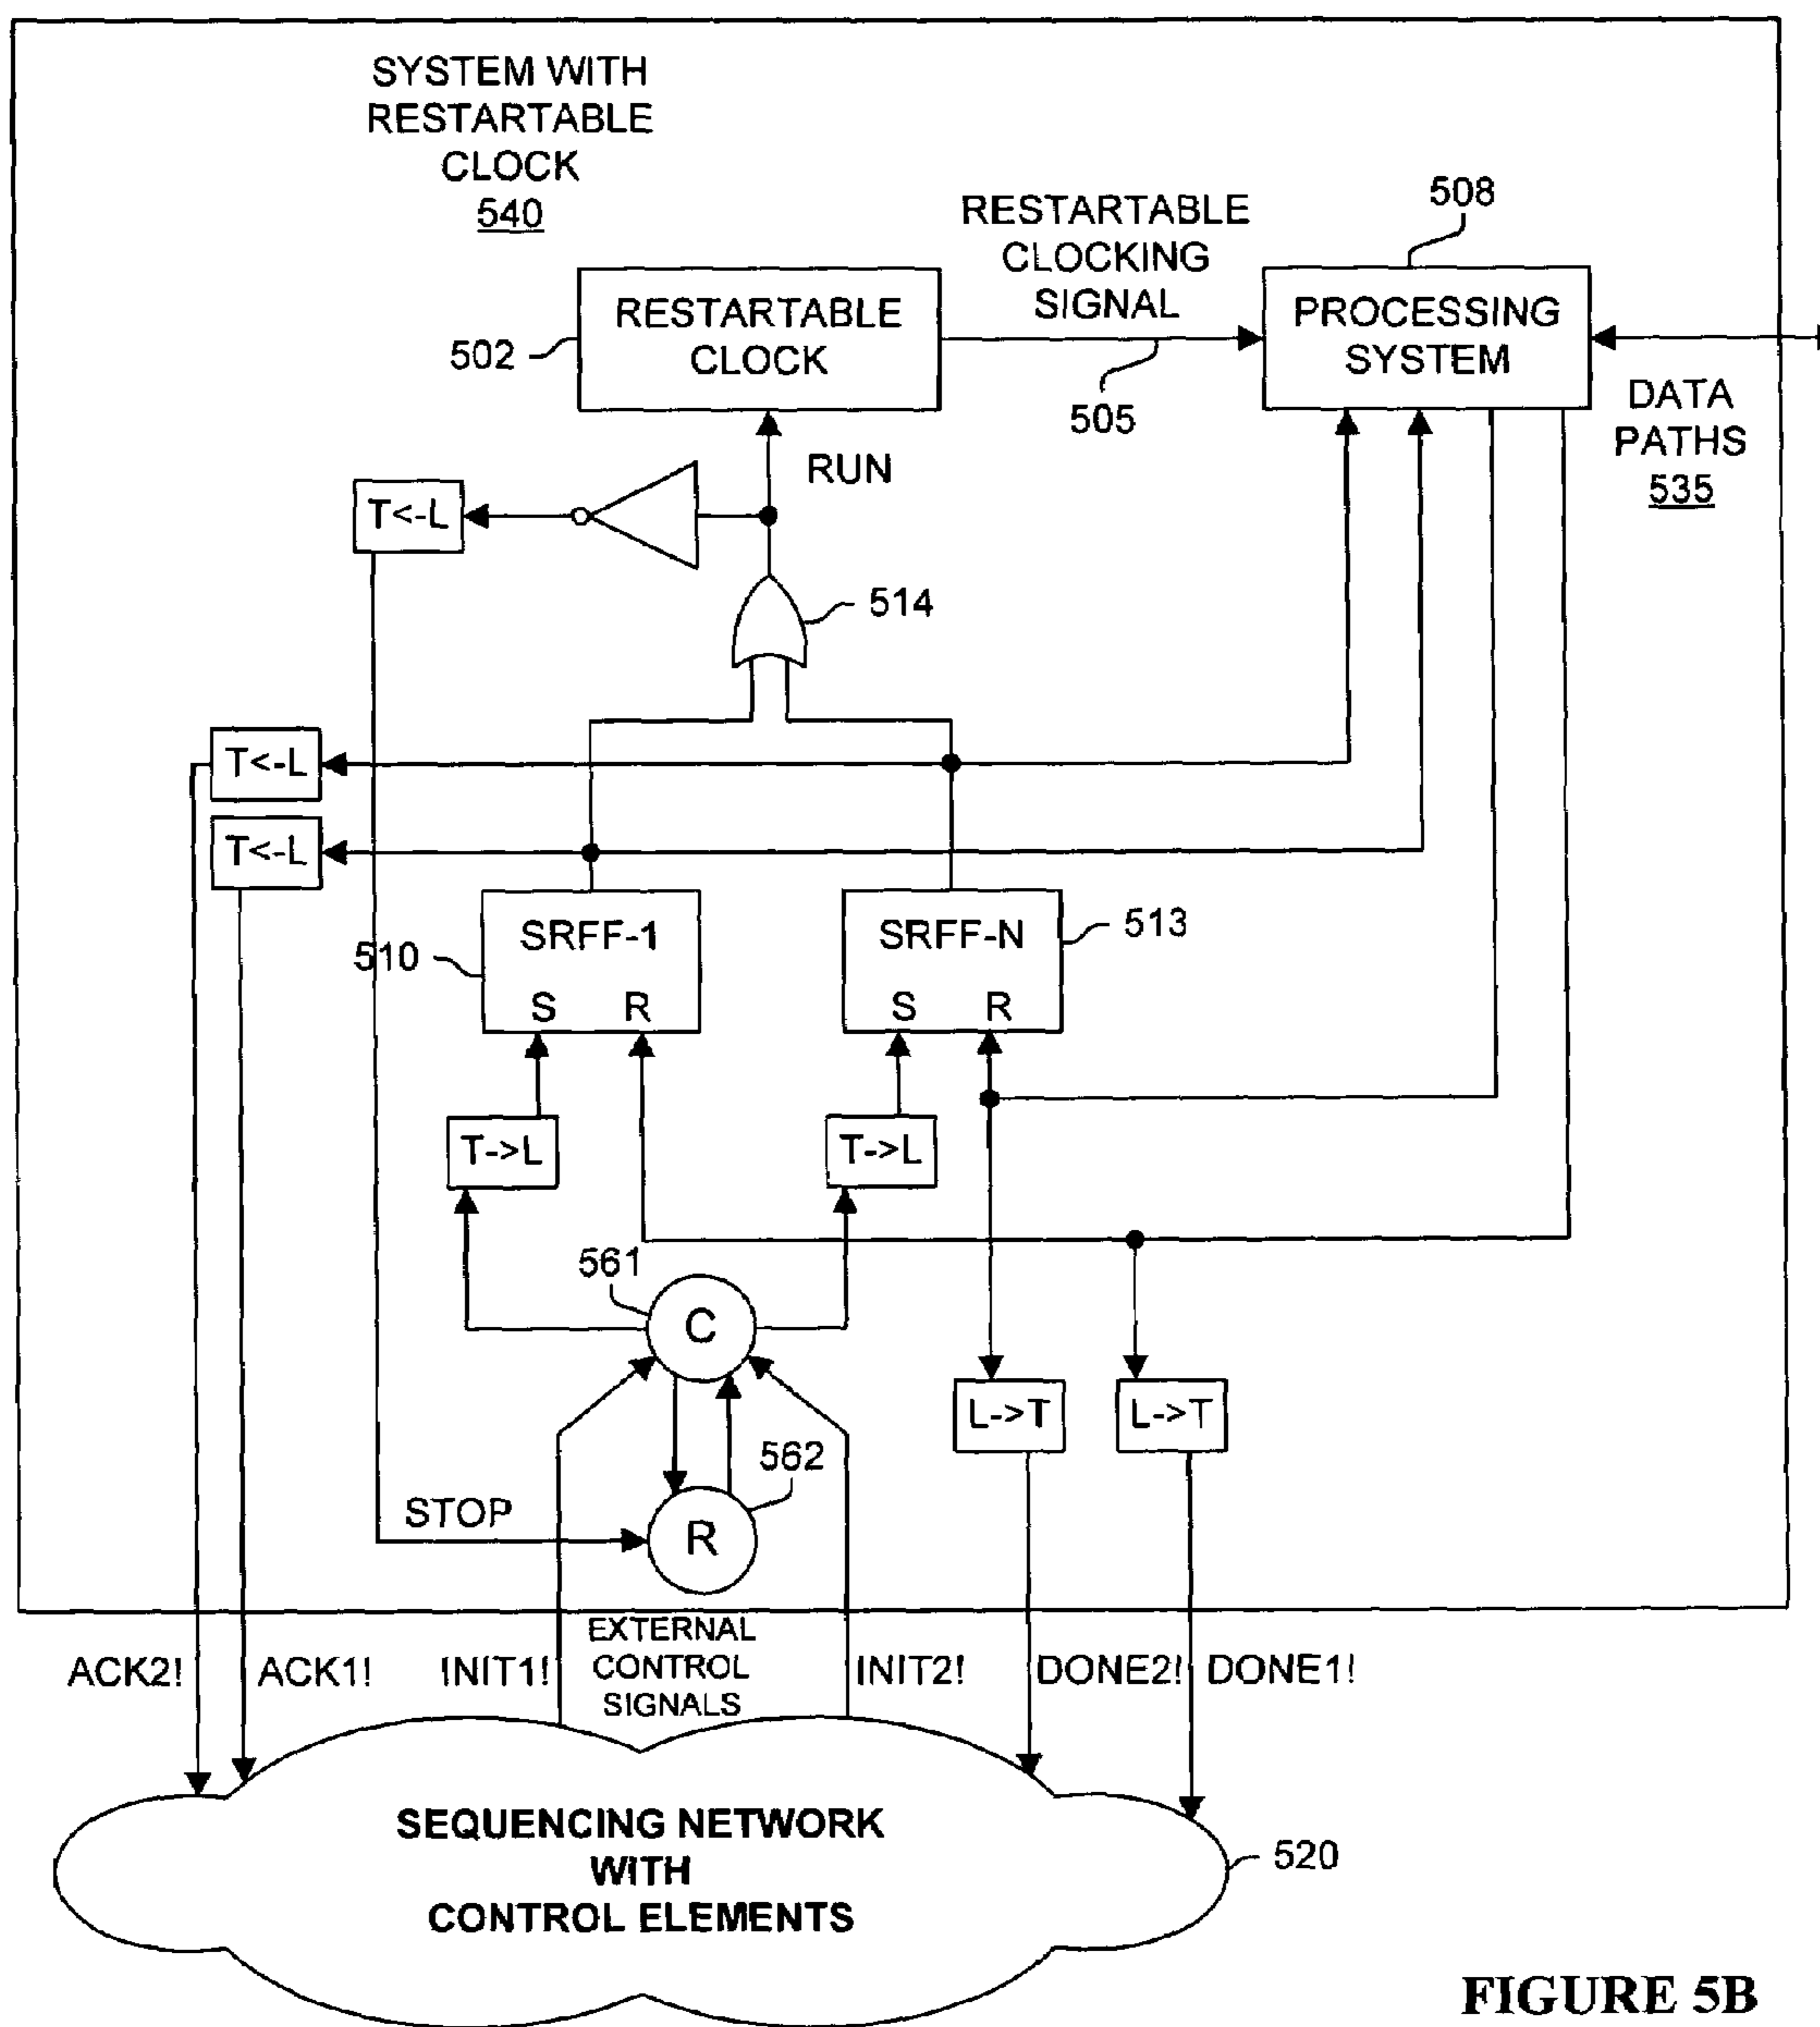 SYSTEM WITH
RESTARTABLE
CLOCK
540
508
RESTARTABLE
CLOCKING
SIGNAL
RESTARTABLE
CLOCK
502
505
PROCESSING
SYSTEM
DATA
PATHS
535
RUN
T<-L
514
T<-L
T<-L
SRFF-1
S R
510
SRFF-N
S R
513
T->L
T->L
561
C
L->T
L->T
562
STOP
R
ACK2!
ACK1!
INIT1!
EXTERNAL
CONTROL
SIGNALS
INIT2!
DONE2!
DONE1!
SEQUENCING NETWORK
WITH
CONTROL ELEMENTS
520
FIGURE 5B